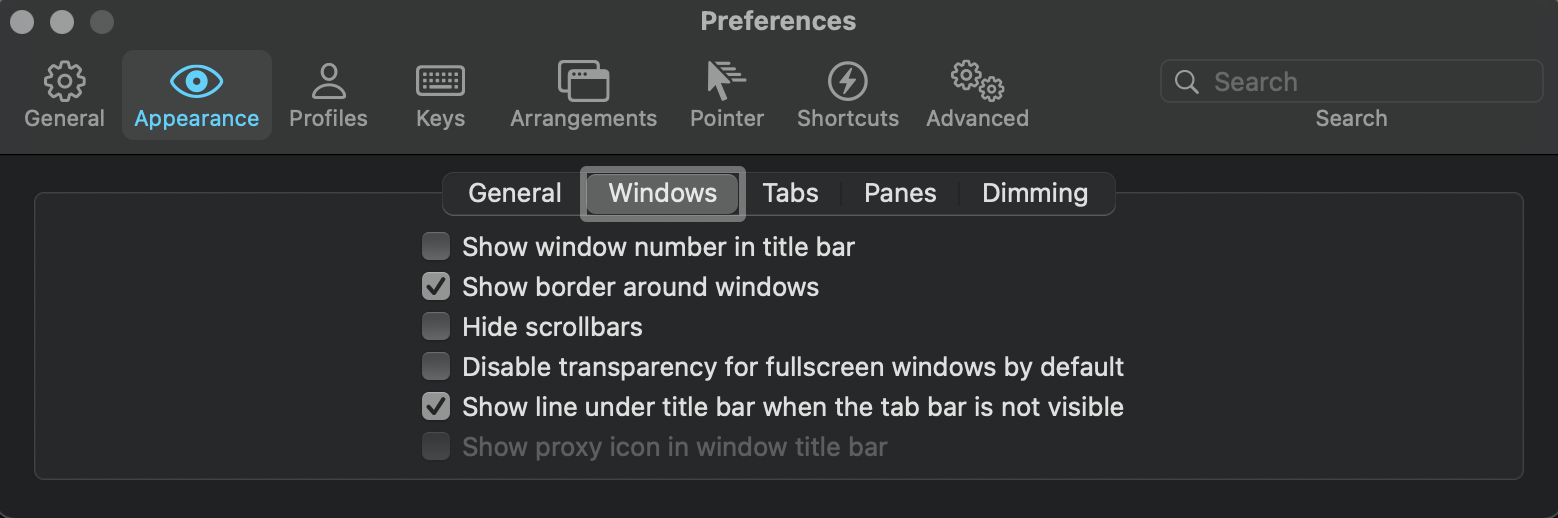 Preferences
General Appearance Profiles Keys Arrangements Pointer Shortcuts Advanced Search
Search
General Windows Tabs Panes Dimming
Show window number in title bar
Show border around windows
Hide scrollbars
Disable transparency for fullscreen windows by default
Show line under title bar when the tab bar is not visible
Show proxy icon in window title bar